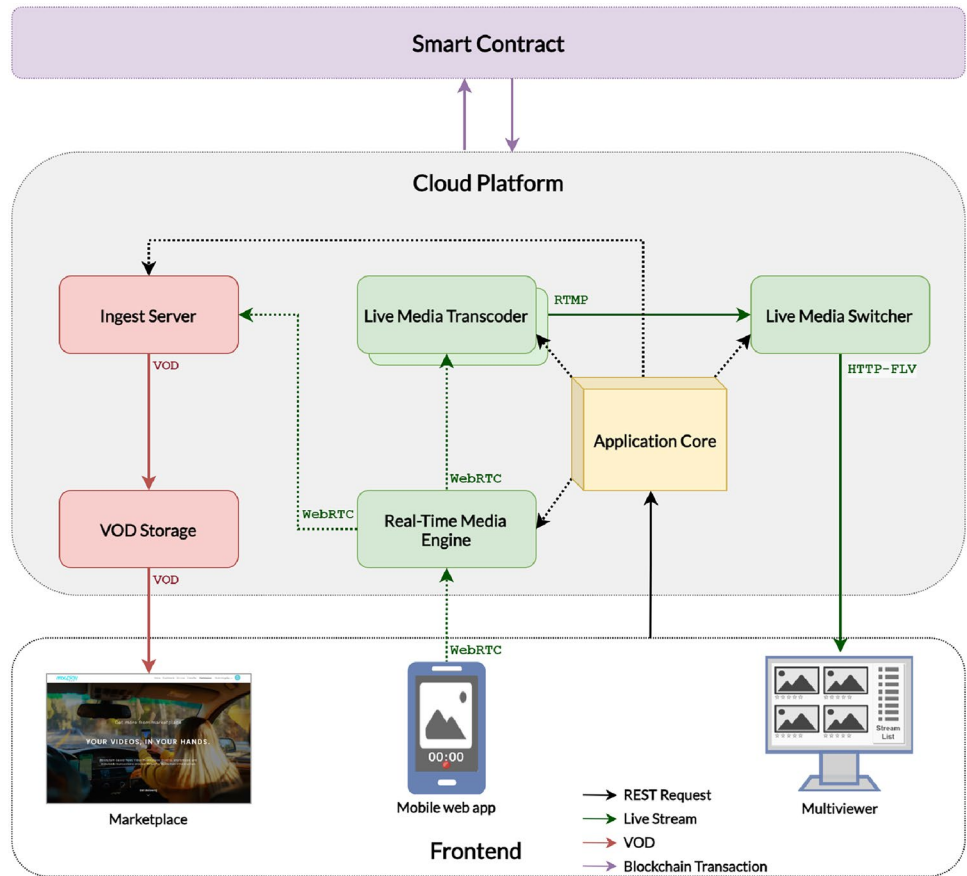 Smart Contract
Cloud Platform
Ingest Server
Live Media Transcoder
RTMP
Live Media Switcher
VOD
HTTP-FLV
Application Core
WebRTC
WebRTC
VOD Storage
Real-Time Media
Engine
VOD
WebRTC
YOUR VIDEOS, IN YOUR HANDS.
00:00
Stream
List
Marketplace
Mobile web app
Multiviewer
REST Request
Live Stream
VOD
Blockchain Transaction
Frontend